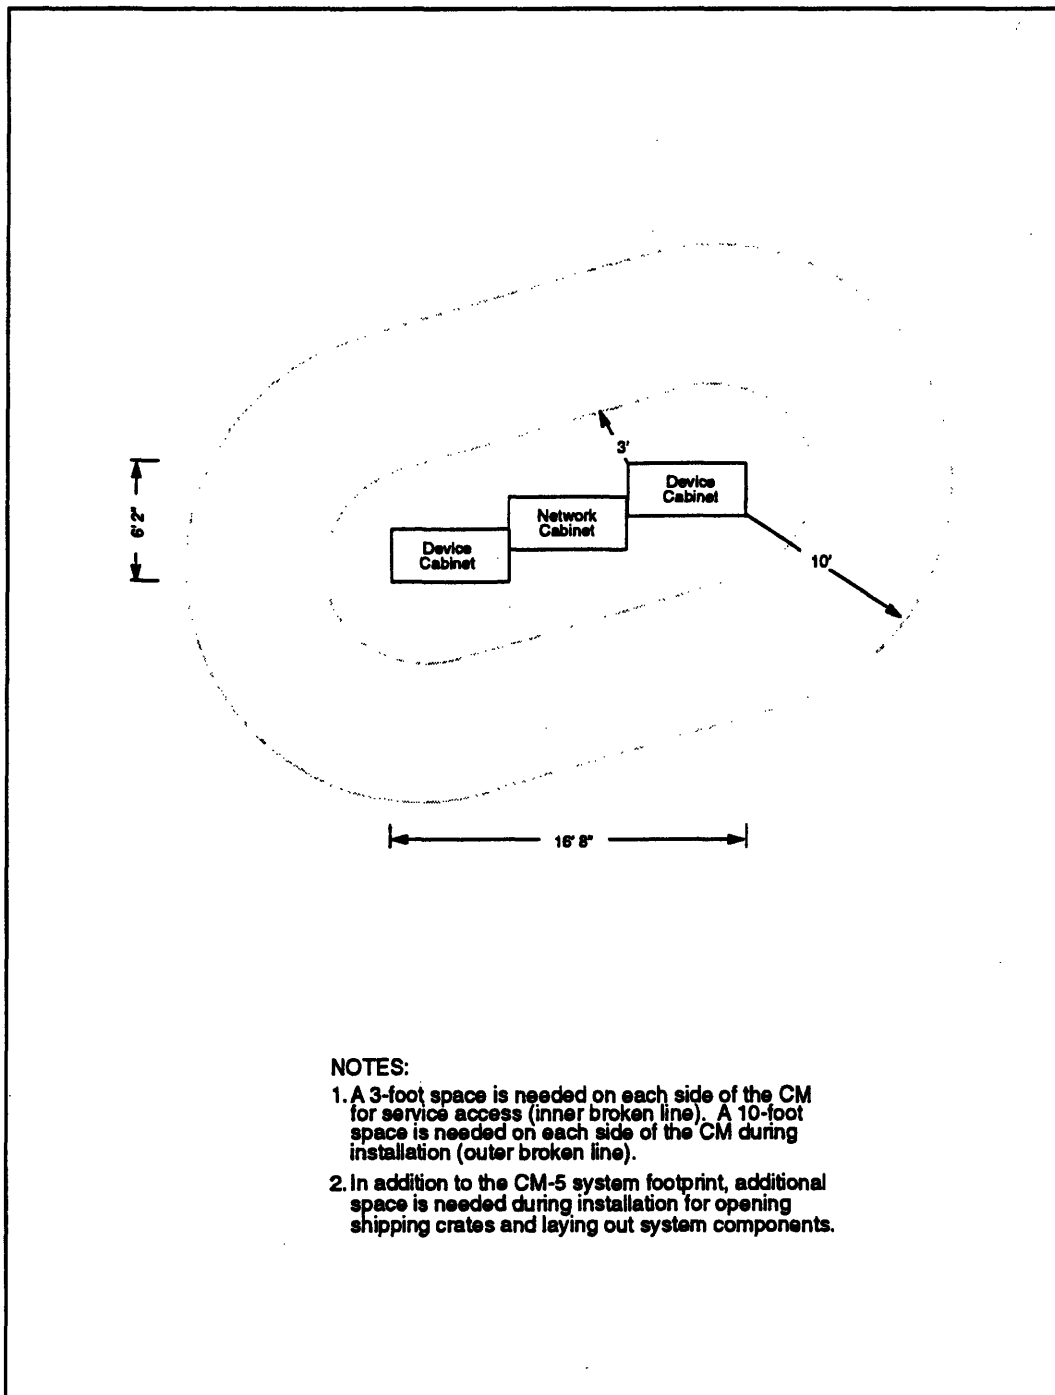 3'
Device
Cabinet
Network
Cabinet
Device
Cabinet
6' 2"
10'
16' 8"
NOTES:
1. A 3-foot space is needed on each side of the CM
for service access (inner broken line). A 10-foot
space is needed on each side of the CM during
installation (outer broken line).
2. In addition to the CM-5 system footprint, additional
space is needed during installation for opening
shipping crates and laying out system components.